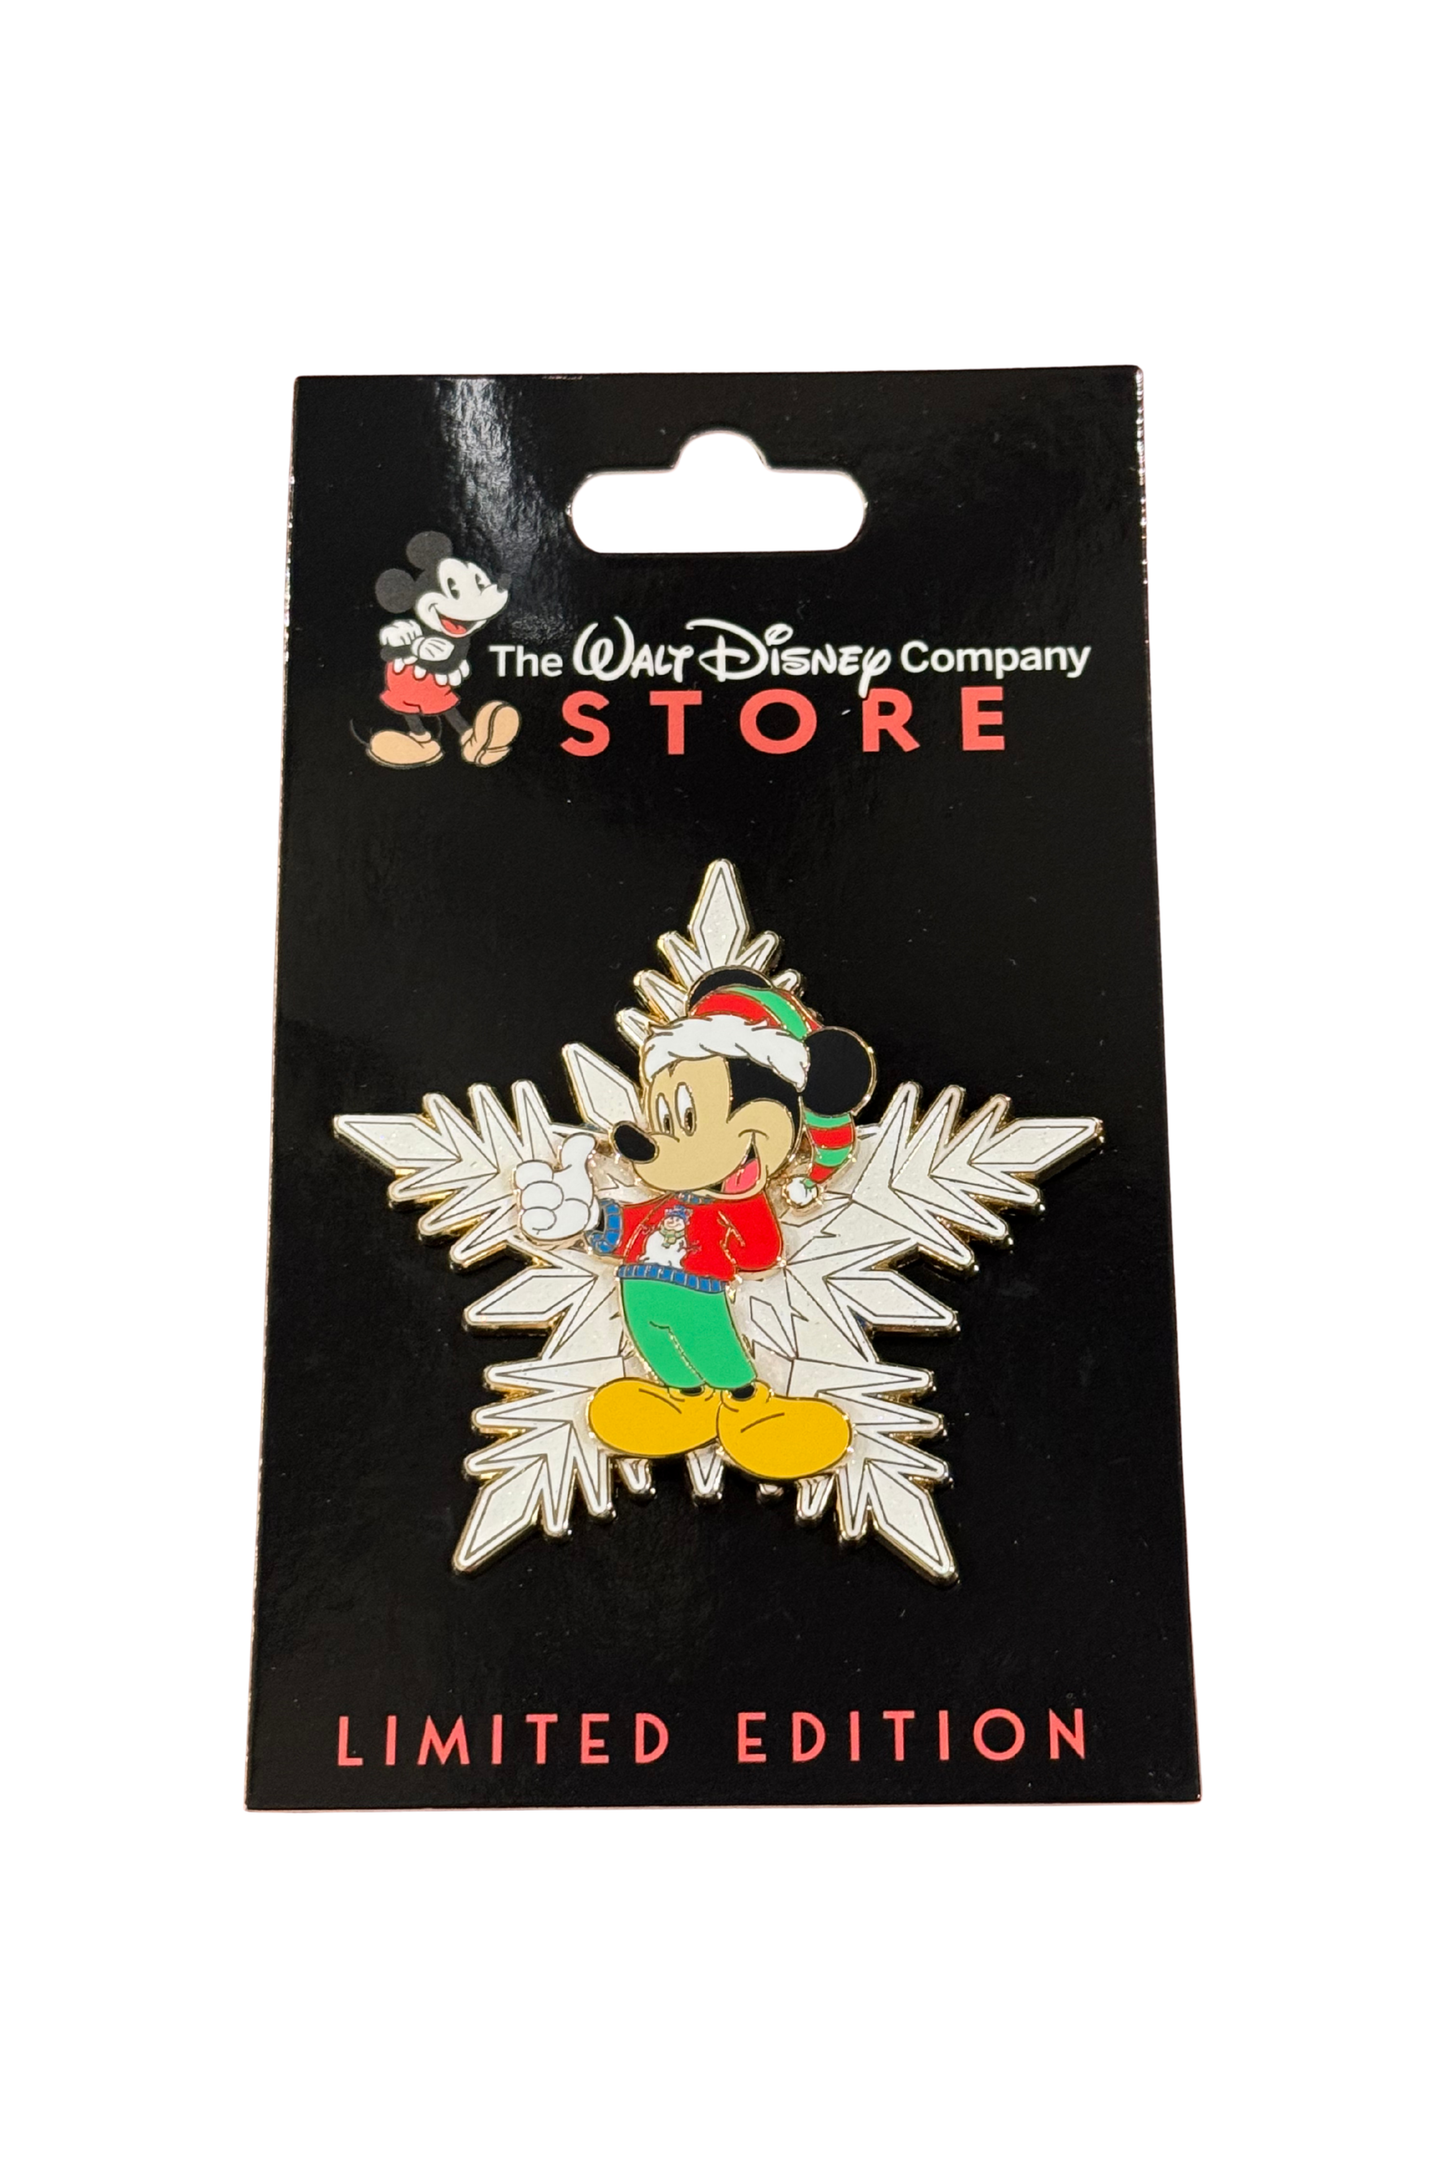 The Walt Disney Company
STORE
LIMITED EDITION